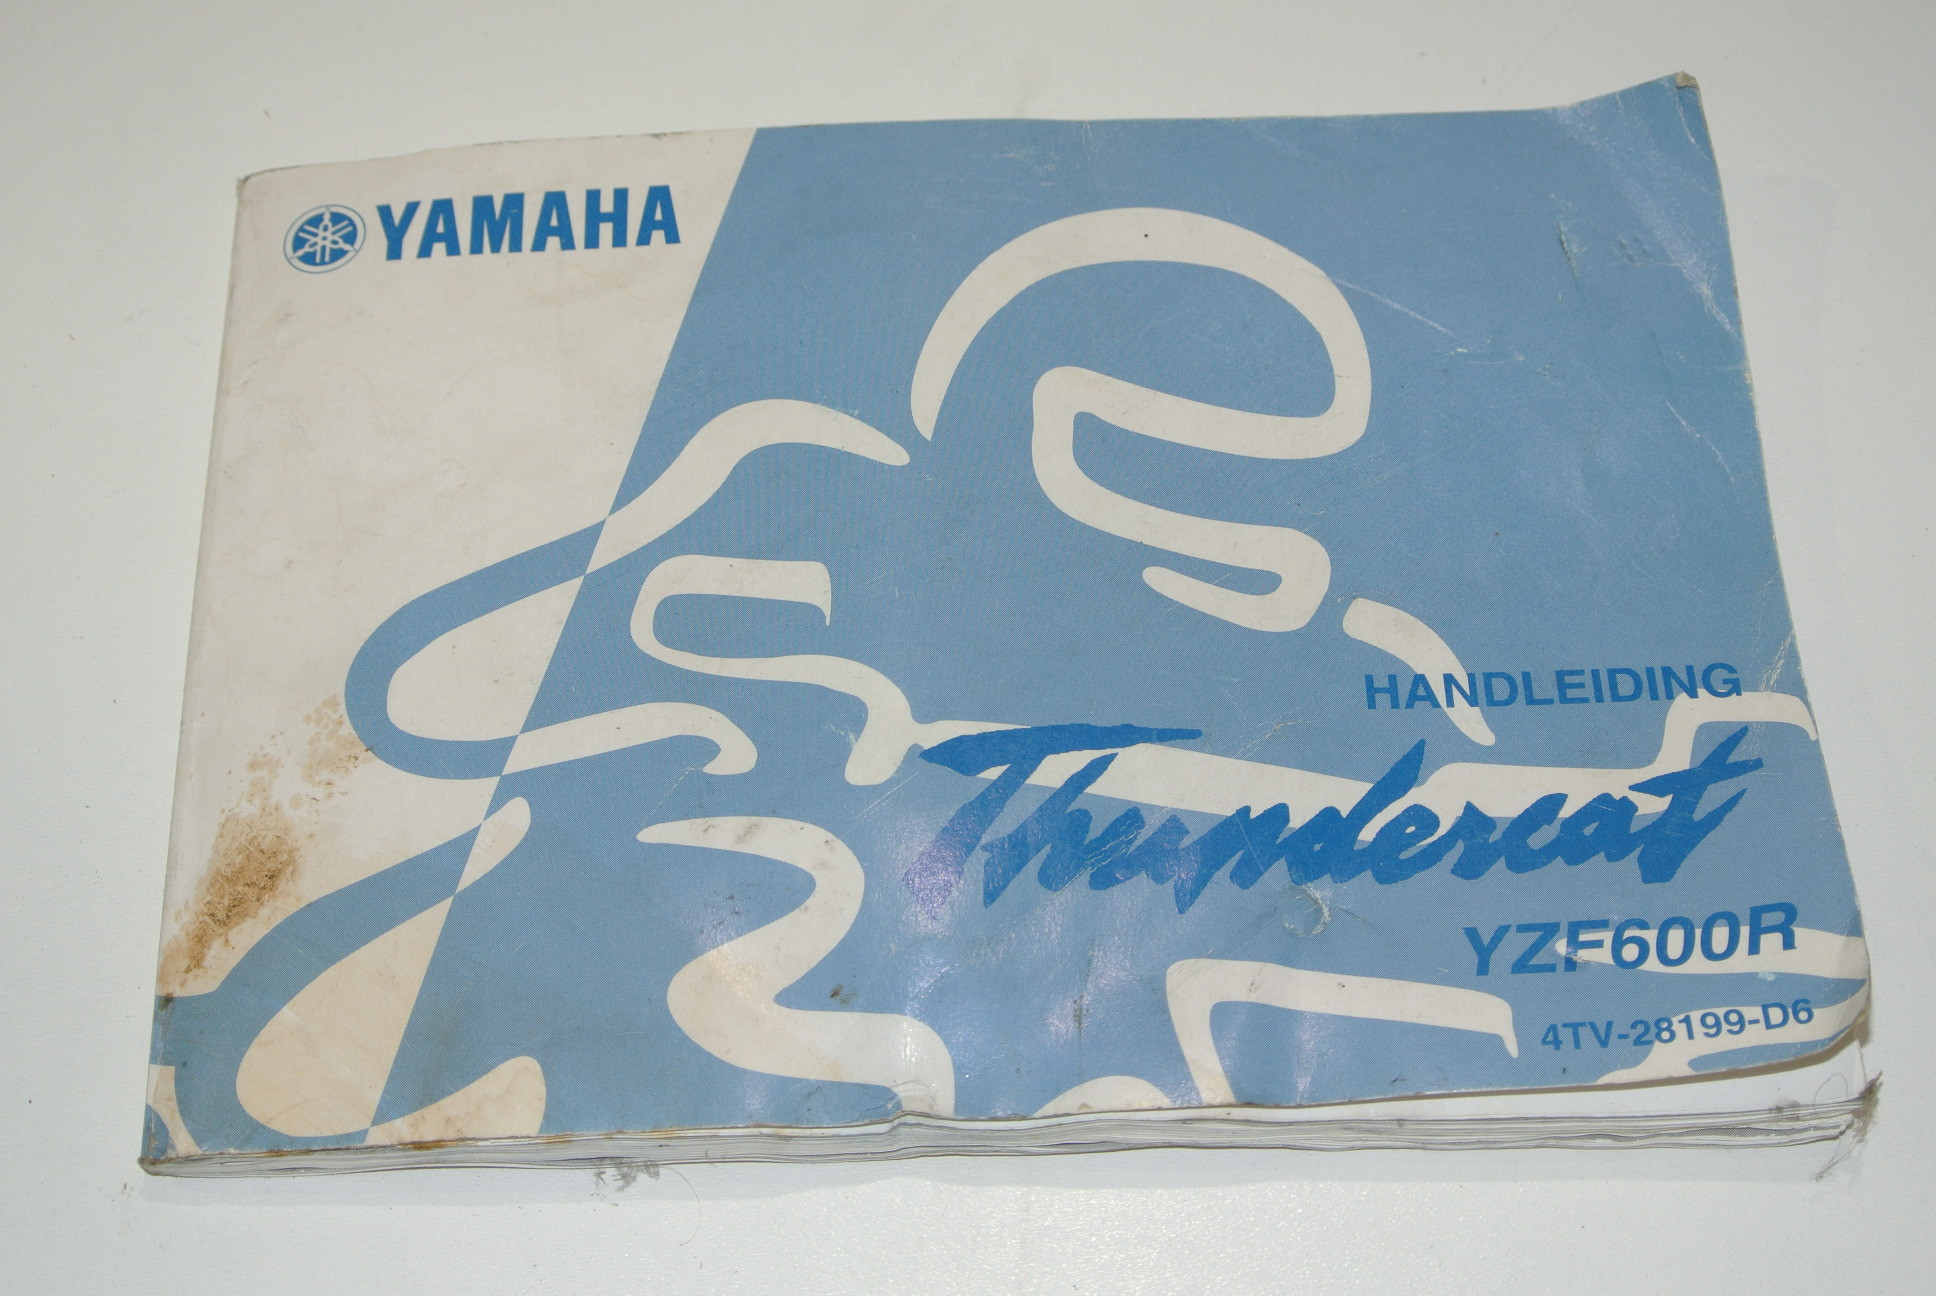 YAMAHA
HANDLEIDING
Thundercat
YZF600R
4TV-28199-D6